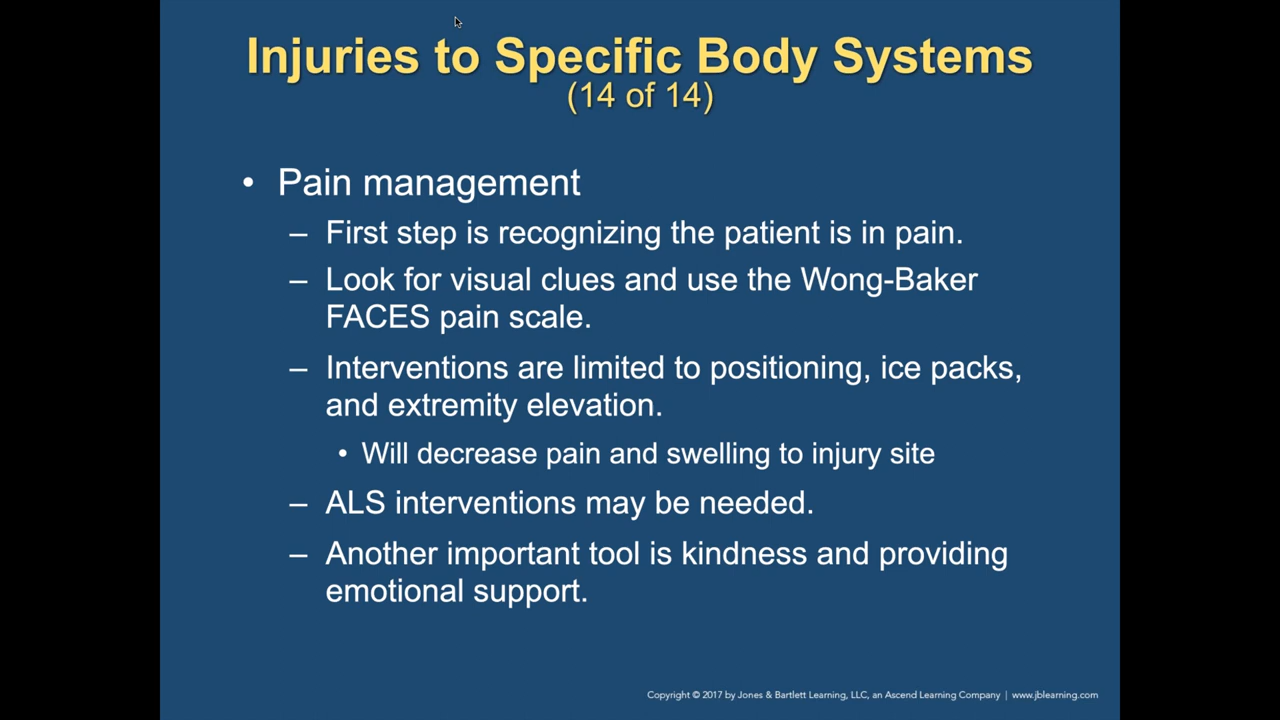 Injuries to Specific Body Systems
(14 of 14)
• Pain management
– First step is recognizing the patient is in pain.
– Look for visual clues and use the Wong-Baker
FACES pain scale.
– Interventions are limited to positioning, ice packs,
and extremity elevation.
• Will decrease pain and swelling to injury site
– ALS interventions may be needed.
– Another important tool is kindness and providing
emotional support.
Copyright © 2017 by Jones & Bartlett Learning, LLC, an Ascend Learning Company | www.jblearning.com